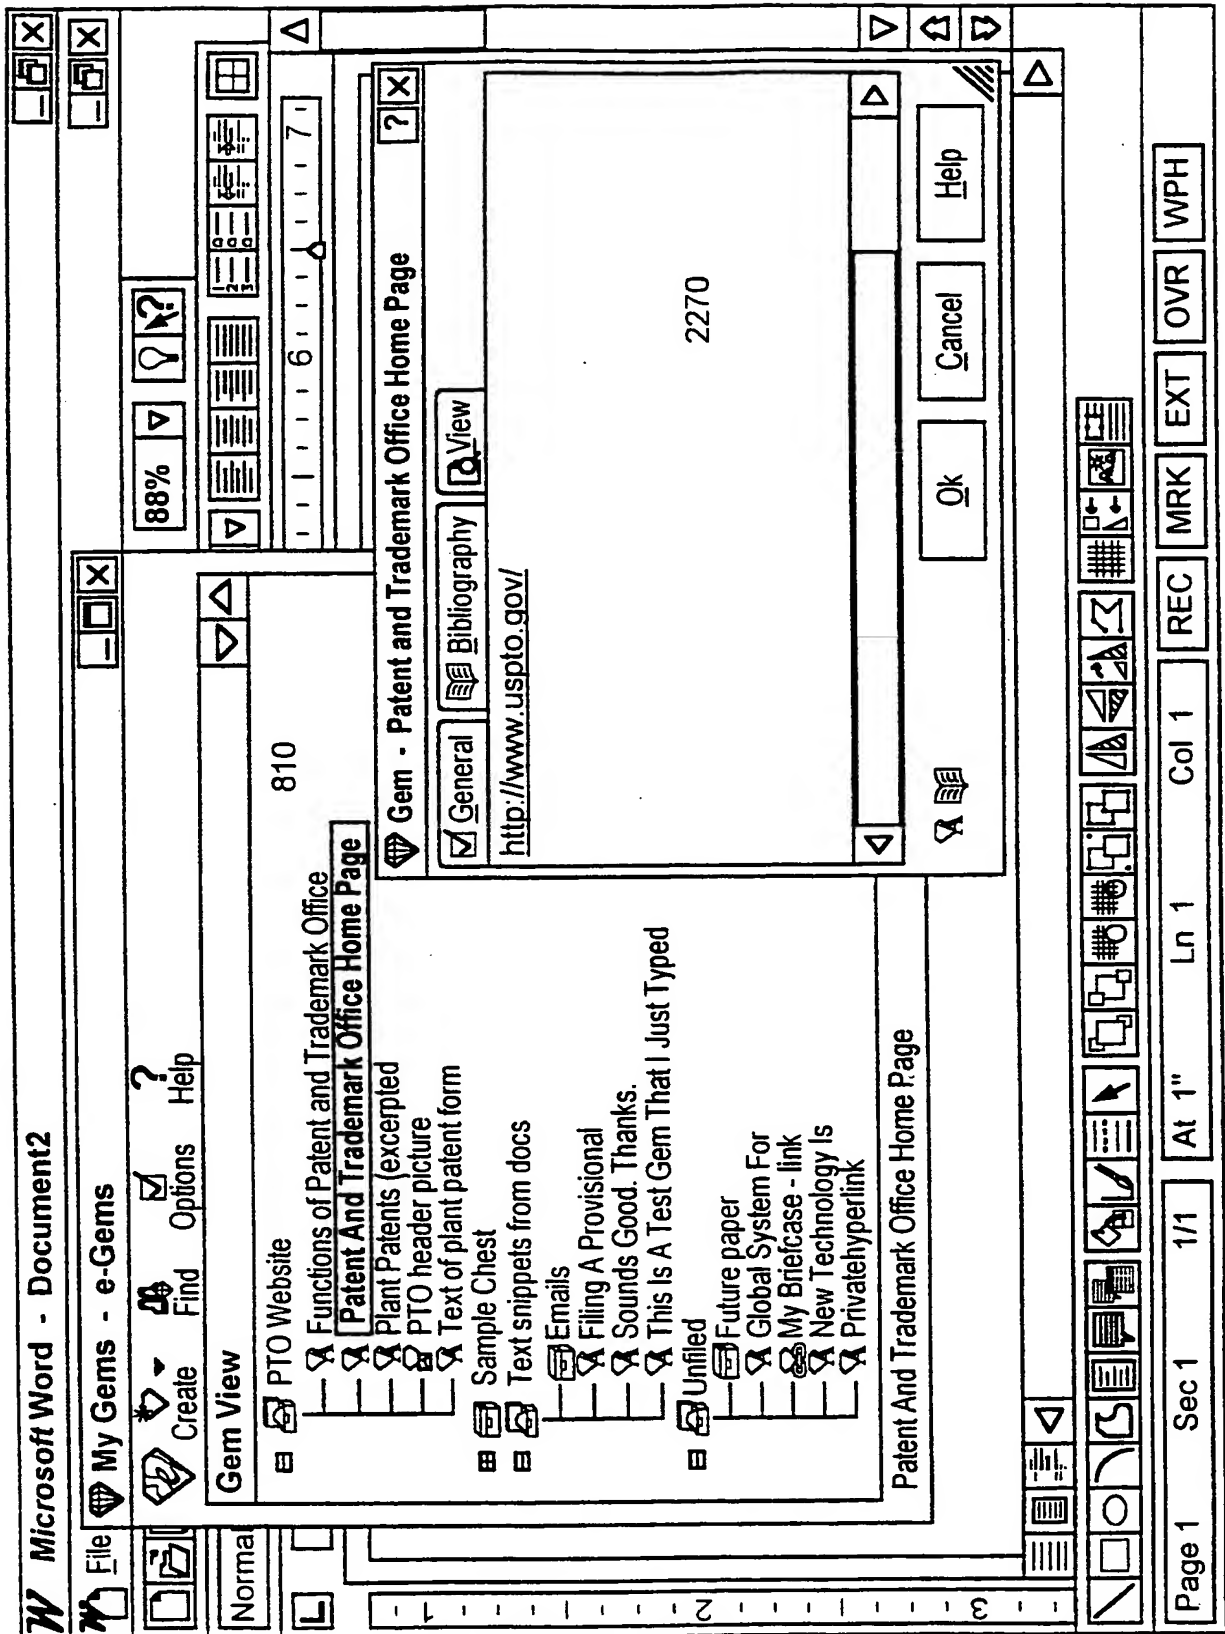 Microsoft Word - Document2
My Gems - e-Gems
File
Create
Find
Options
Help
?
88%
Gem View
Normal
L
6
7
810
PTO Website
Functions of Patent and Trademark Office
Patent And Trademark Office Home Page
Plant Patents (excerpted
PTO header picture
Text of plant patent form
Sample Chest
Text snippets from docs
Emails
Filing A Provisional
Sounds Good. Thanks.
This Is A Test Gem That I Just Typed
Unfiled
Future paper
Global System For
My Briefcase - link
New Technology Is
Privatehyperlink
Patent And Trademark Office Home Page
Gem - Patent and Trademark Office Home Page
?
General
Bibliography
View
http://www.uspto.gov/
2270
Ok
Cancel
Help
1
2
3
Page 1
Sec 1
1/1
At 1"
Ln 1
Col 1
REC
MRK
EXT
OVR
WPH